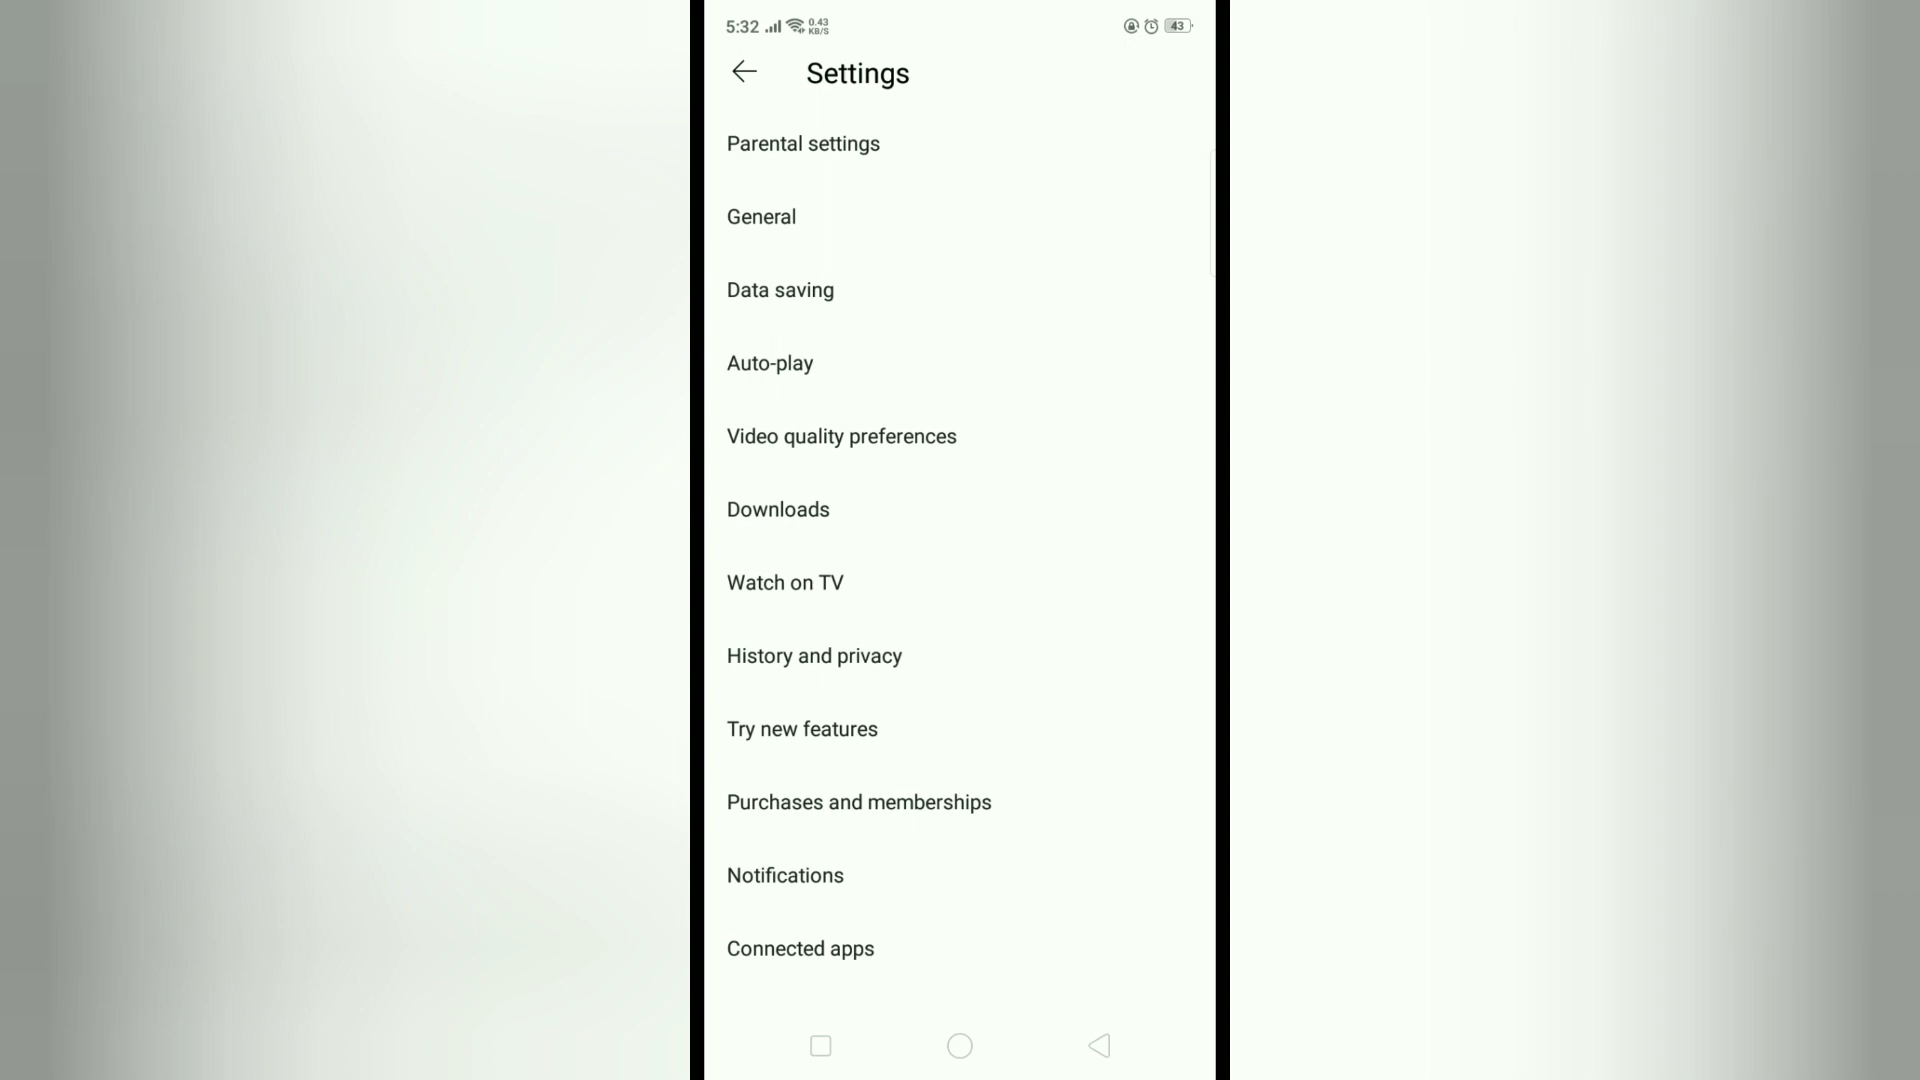 5:32 0.43 KB/S 43
Settings
Parental settings
General
Data saving
Auto-play
Video quality preferences
Downloads
Watch on TV
History and privacy
Try new features
Purchases and memberships
Notifications
Connected apps